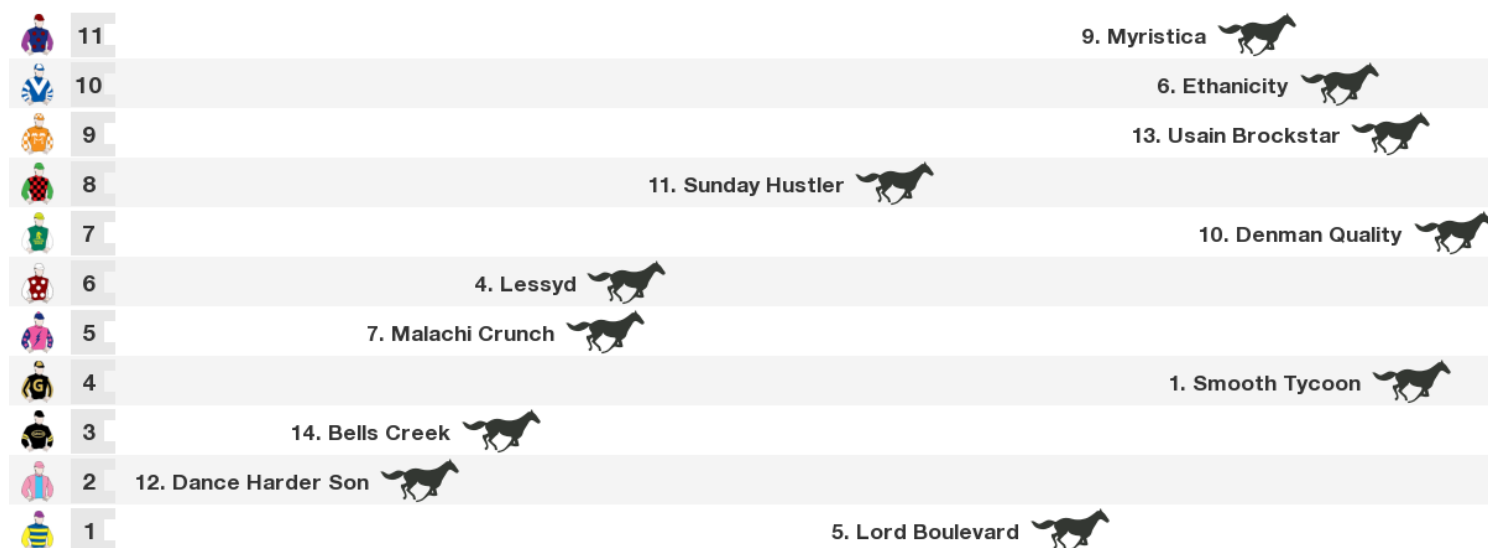 11 9. Myristica
10 6. Ethanicity
9 13. Usain Brockstar
8 11. Sunday Hustler
7 10. Denman Quality
6 4. Lessyd
5 7. Malachi Crunch
G 4 1. Smooth Tycoon
3 14. Bells Creek
2 12. Dance Harder Son
1 5. Lord Boulevard